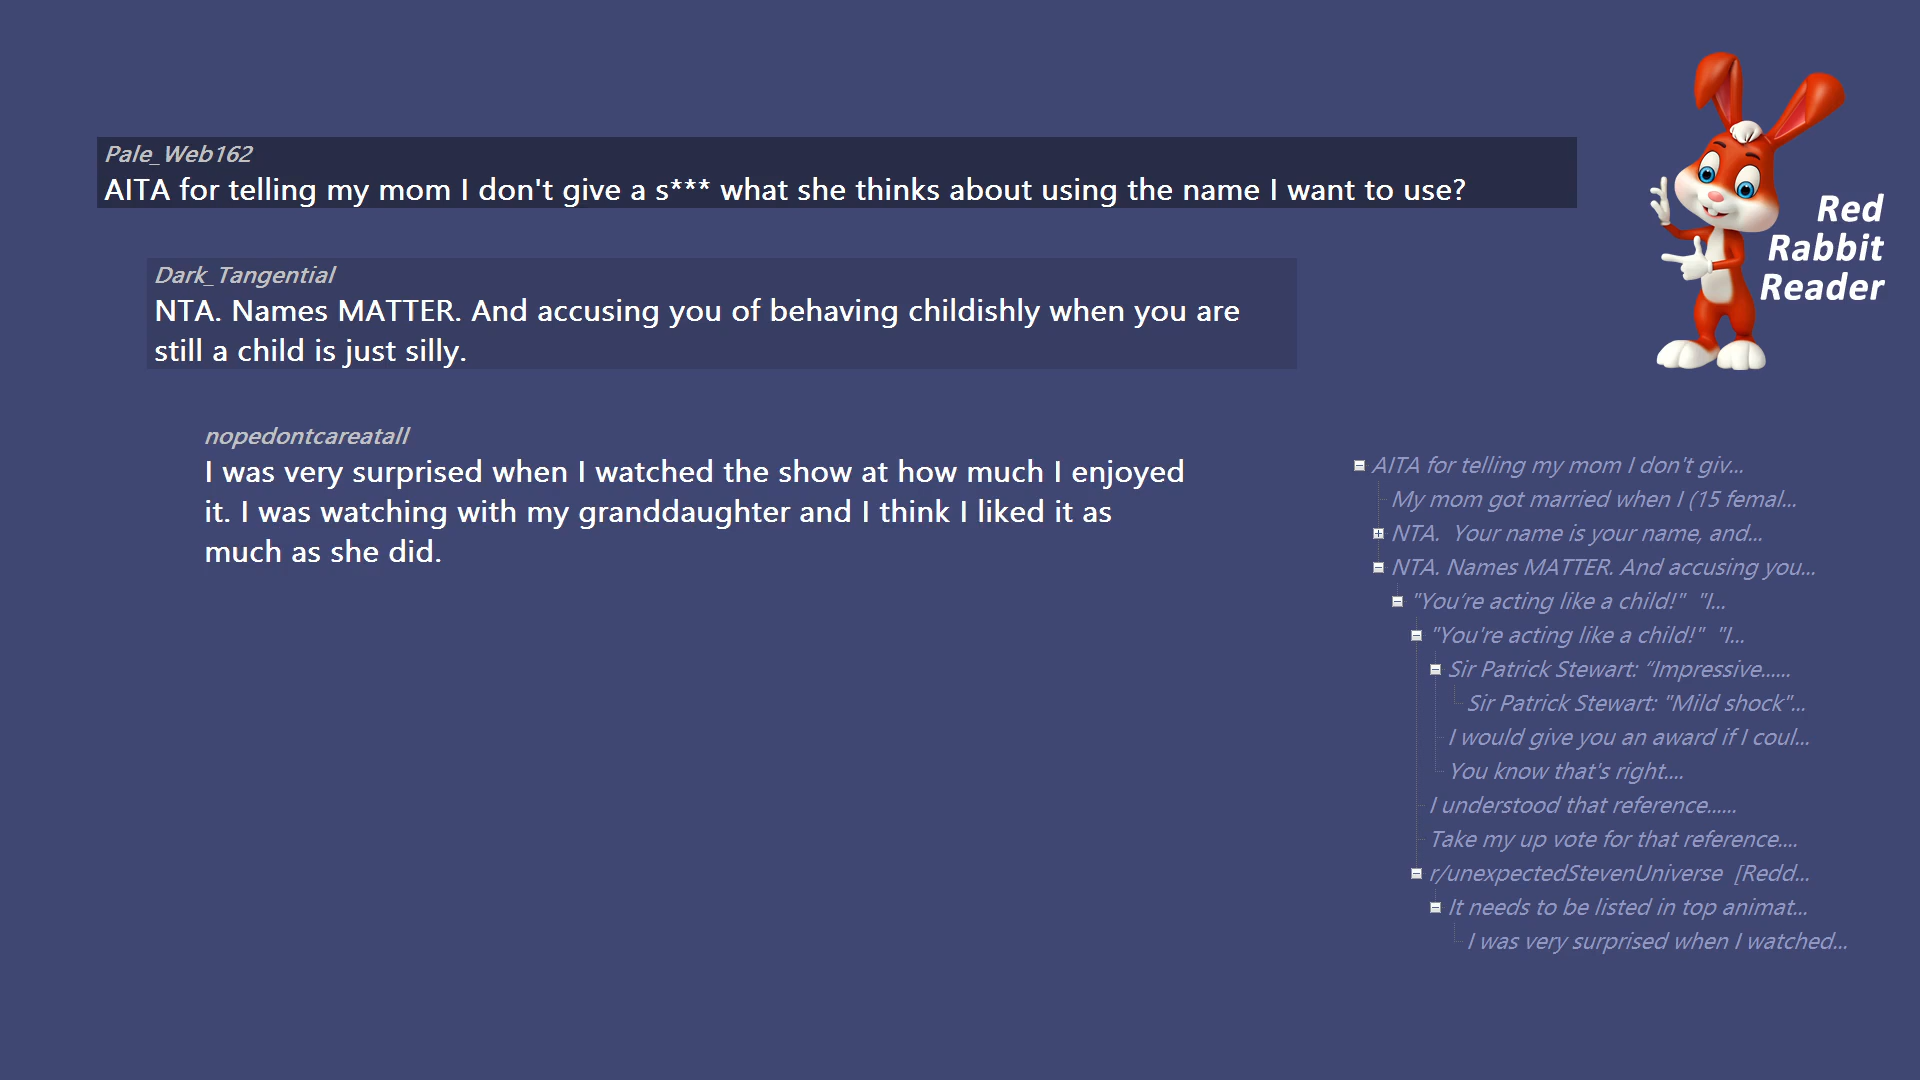 Pale_Web162
AITA for telling my mom I don't give a s*** what she thinks about using the name I want to use?
Dark_Tangential
NTA. Names MATTER. And accusing you of behaving childishly when you are
still a child is just silly.
nopedontcareatall
I was very surprised when I watched the show at how much I enjoyed
it. I was watching with my granddaughter and I think I liked it as
much as she did.
Red
Rabbit
Reader
AITA for telling my mom I don't giv...
My mom got married when I (15 femal...
NTA.  Your name is your name, and...
NTA. Names MATTER. And accusing you...
"You’re acting like a child!"  "I...
"You're acting like a child!"  "I...
Sir Patrick Stewart: “Impressive......
Sir Patrick Stewart: "Mild shock"...
I would give you an award if I coul...
You know that's right....
I understood that reference......
Take my up vote for that reference....
r/unexpectedStevenUniverse  [Redd...
It needs to be listed in top animat...
I was very surprised when I watched...